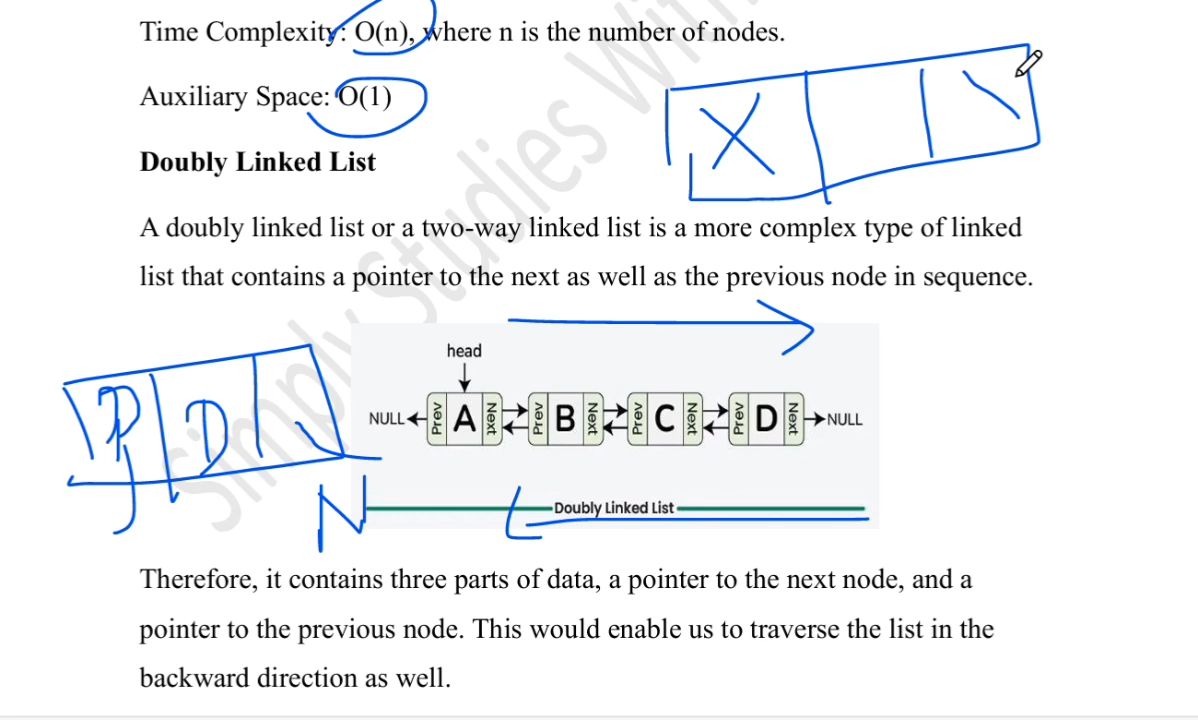 Time Complexity: O(n), where n is the number of nodes.
Auxiliary Space: O(1)
Doubly Linked List
A doubly linked list or a two-way linked list is a more complex type of linked
list that contains a pointer to the next as well as the previous node in sequence.
head
NULL Prev A Next Prev B Next Prev C Next Prev D Next NULL
Doubly Linked List
P D
N
X
Therefore, it contains three parts of data, a pointer to the next node, and a
pointer to the previous node. This would enable us to traverse the list in the
backward direction as well.
Simply Studies With